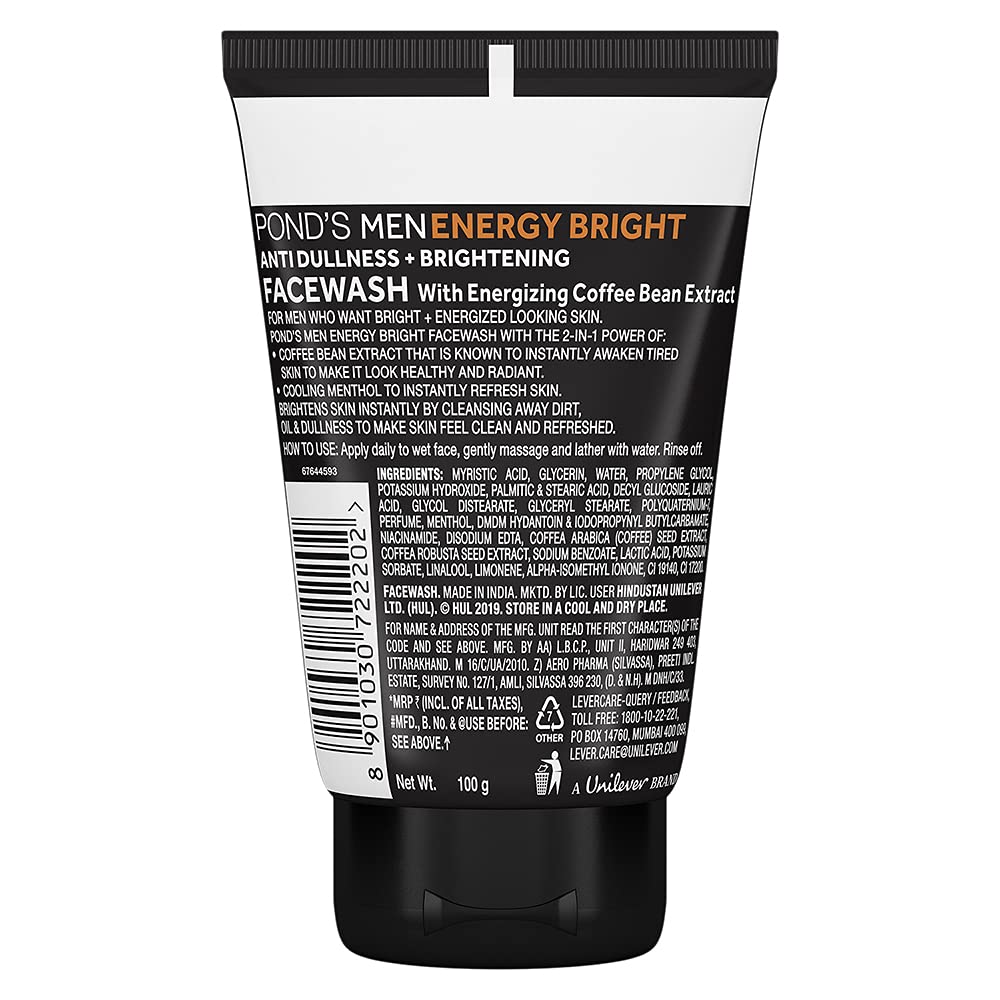 POND'S MEN ENERGY BRIGHT
ANTI DULLNESS + BRIGHTENING
FACEWASH With Energizing Coffee Bean Extract
FOR MEN WHO WANT BRIGHT + ENERGIZED LOOKING SKIN.
POND'S MEN ENERGY BRIGHT FACEWASH WITH THE 2-IN-1 POWER OF:
• COFFEE BEAN EXTRACT THAT IS KNOWN TO INSTANTLY AWAKEN TIRED
SKIN TO MAKE IT LOOK HEALTHY AND RADIANT.
• COOLING MENTHOL TO INSTANTLY REFRESH SKIN.
BRIGHTENS SKIN INSTANTLY BY CLEANSING AWAY DIRT,
OIL & DULLNESS TO MAKE SKIN FEEL CLEAN AND REFRESHED.
HOW TO USE: Apply daily to wet face, gently massage and lather with water. Rinse off.
67644593
8 901030 722202 >
INGREDIENTS: MYRISTIC ACID, GLYCERIN, WATER, PROPYLENE GLYCOL,
POTASSIUM HYDROXIDE, PALMITIC & STEARIC ACID, DECYL GLUCOSIDE, LAURIC
ACID, GLYCOL DISTEARATE, GLYCERYL STEARATE, POLYQUATERNIUM-7,
PERFUME, MENTHOL, DMDM HYDANTOIN & IODOPROPYNYL BUTYLCARBAMATE,
NIACINAMIDE, DISODIUM EDTA, COFFEA ARABICA (COFFEE) SEED EXTRACT,
COFFEA ROBUSTA SEED EXTRACT, SODIUM BENZOATE, LACTIC ACID, POTASSIUM
SORBATE, LINALOOL, LIMONENE, ALPHA-ISOMETHYL IONONE, CI 19140, CI 17200.
FACEWASH. MADE IN INDIA. MKTD. BY LIC. USER HINDUSTAN UNILEVER
LTD. (HUL). © HUL 2019. STORE IN A COOL AND DRY PLACE.
FOR NAME & ADDRESS OF THE MFG. UNIT READ THE FIRST CHARACTER(S) OF THE
CODE AND SEE ABOVE. MFG. BY AA) L.B.C.P., UNIT II, HARIDWAR 249 403,
UTTARAKHAND. M 16/C/UA/2010. Z) AERO PHARMA (SILVASSA), PREETI INDL.
ESTATE, SURVEY NO. 127/1, AMLI, SILVASSA 396 230, (D. & N.H). M DNH/C/33.
*MRP ₹ (INCL. OF ALL TAXES),
#MFD., B. No. & @USE BEFORE:
SEE ABOVE.↑
7
OTHER
LEVERCARE-QUERY / FEEDBACK,
TOLL FREE: 1800-10-22-221,
PO BOX 14760, MUMBAI 400 099,
LEVER.CARE@UNILEVER.COM
Net Wt. 100 g
A Unilever BRAND